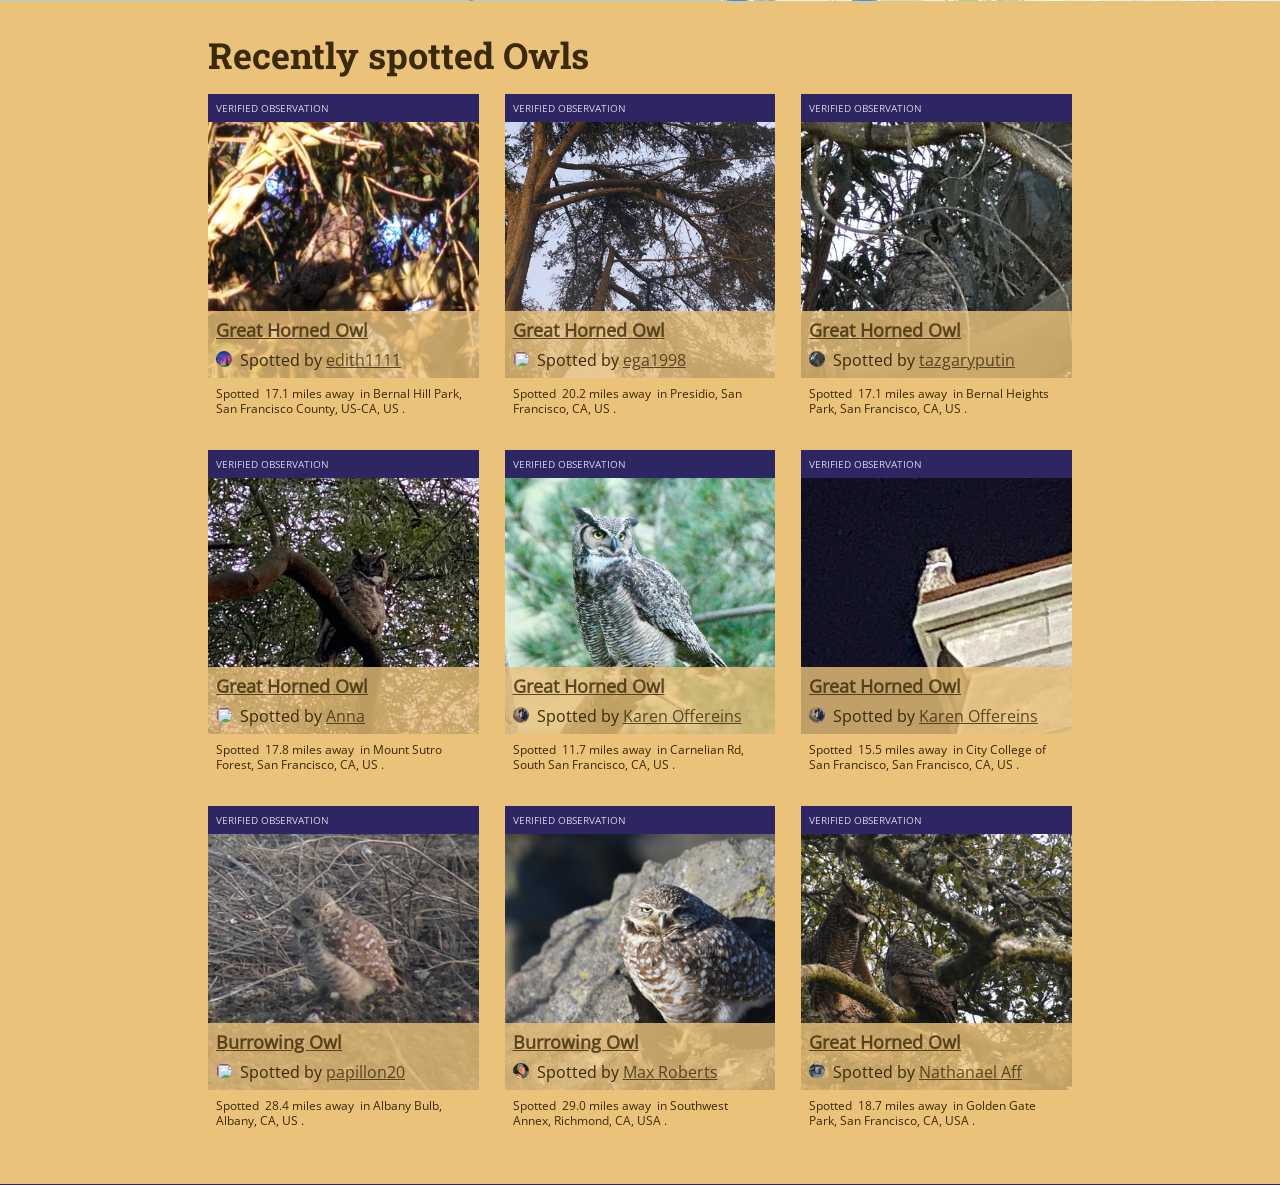 Recently spotted Owls
VERIFIED OBSERVATION
Great Horned Owl
Spotted by edith1111
Spotted 17.1 miles away in Bernal Hill Park,
San Francisco County, US-CA, US .
VERIFIED OBSERVATION
Great Horned Owl
Spotted by ega1998
Spotted 20.2 miles away in Presidio, San
Francisco, CA, US .
VERIFIED OBSERVATION
Great Horned Owl
Spotted by tazgaryputin
Spotted 17.1 miles away in Bernal Heights
Park, San Francisco, CA, US .
VERIFIED OBSERVATION
Great Horned Owl
Spotted by Anna
Spotted 17.8 miles away in Mount Sutro
Forest, San Francisco, CA, US .
VERIFIED OBSERVATION
Great Horned Owl
Spotted by Karen Offereins
Spotted 11.7 miles away in Carnelian Rd,
South San Francisco, CA, US .
VERIFIED OBSERVATION
Great Horned Owl
Spotted by Karen Offereins
Spotted 15.5 miles away in City College of
San Francisco, San Francisco, CA, US .
VERIFIED OBSERVATION
Burrowing Owl
Spotted by papillon20
Spotted 28.4 miles away in Albany Bulb,
Albany, CA, US .
VERIFIED OBSERVATION
Burrowing Owl
Spotted by Max Roberts
Spotted 29.0 miles away in Southwest
Annex, Richmond, CA, USA .
VERIFIED OBSERVATION
Great Horned Owl
Spotted by Nathanael Aff
Spotted 18.7 miles away in Golden Gate
Park, San Francisco, CA, USA .